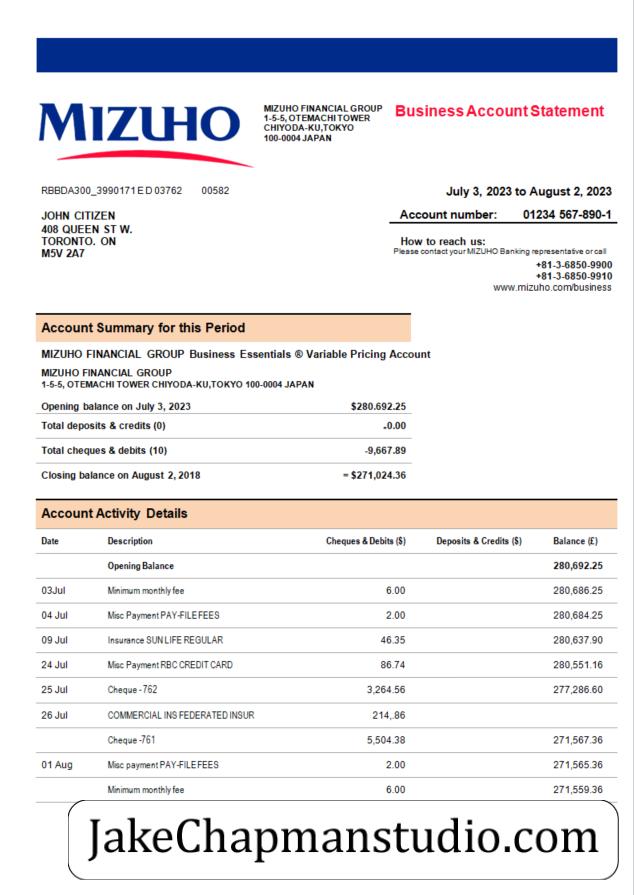 MIZUHO
MIZUHO FINANCIAL GROUP
1-5-5, OTEMACHI TOWER
CHIYODA-KU,TOKYO
100-0004 JAPAN
Business Account Statement
RBBDA300_3990171 E D 03762 00582
July 3, 2023 to August 2, 2023
JOHN CITIZEN
408 QUEEN ST W.
TORONTO. ON
M5V 2A7
Account number: 01234 567-890-1
How to reach us:
Please contact your MIZUHO Banking representative or call
+81-3-6850-9900
+81-3-6850-9910
www.mizuho.com/business
Account Summary for this Period
MIZUHO FINANCIAL GROUP Business Essentials ® Variable Pricing Account
MIZUHO FINANCIAL GROUP
1-5-5, OTEMACHI TOWER CHIYODA-KU,TOKYO 100-0004 JAPAN
Opening balance on July 3, 2023 $280.692.25
Total deposits & credits (0) -0.00
Total cheques & debits (10) -9,667.89
Closing balance on August 2, 2018 = $271,024.36
Account Activity Details
Date Description Cheques & Debits ($) Deposits & Credits ($) Balance (£)
Opening Balance 280,692.25
03Jul Minimum monthly fee 6.00 280,686.25
04 Jul Misc Payment PAY-FILE FEES 2.00 280,684.25
09 Jul Insurance SUN LIFE REGULAR 46.35 280,637.90
24 Jul Misc Payment RBC CREDIT CARD 86.74 280,551.16
25 Jul Cheque -762 3,264.56 277,286.60
26 Jul COMMERCIAL INS FEDERATED INSUR 214,.86
Cheque -761 5,504.38 271,567.36
01 Aug Misc payment PAY-FILE FEES 2.00 271,565.36
Minimum monthly fee 6.00 271,559.36
JakeChapmanstudio.com